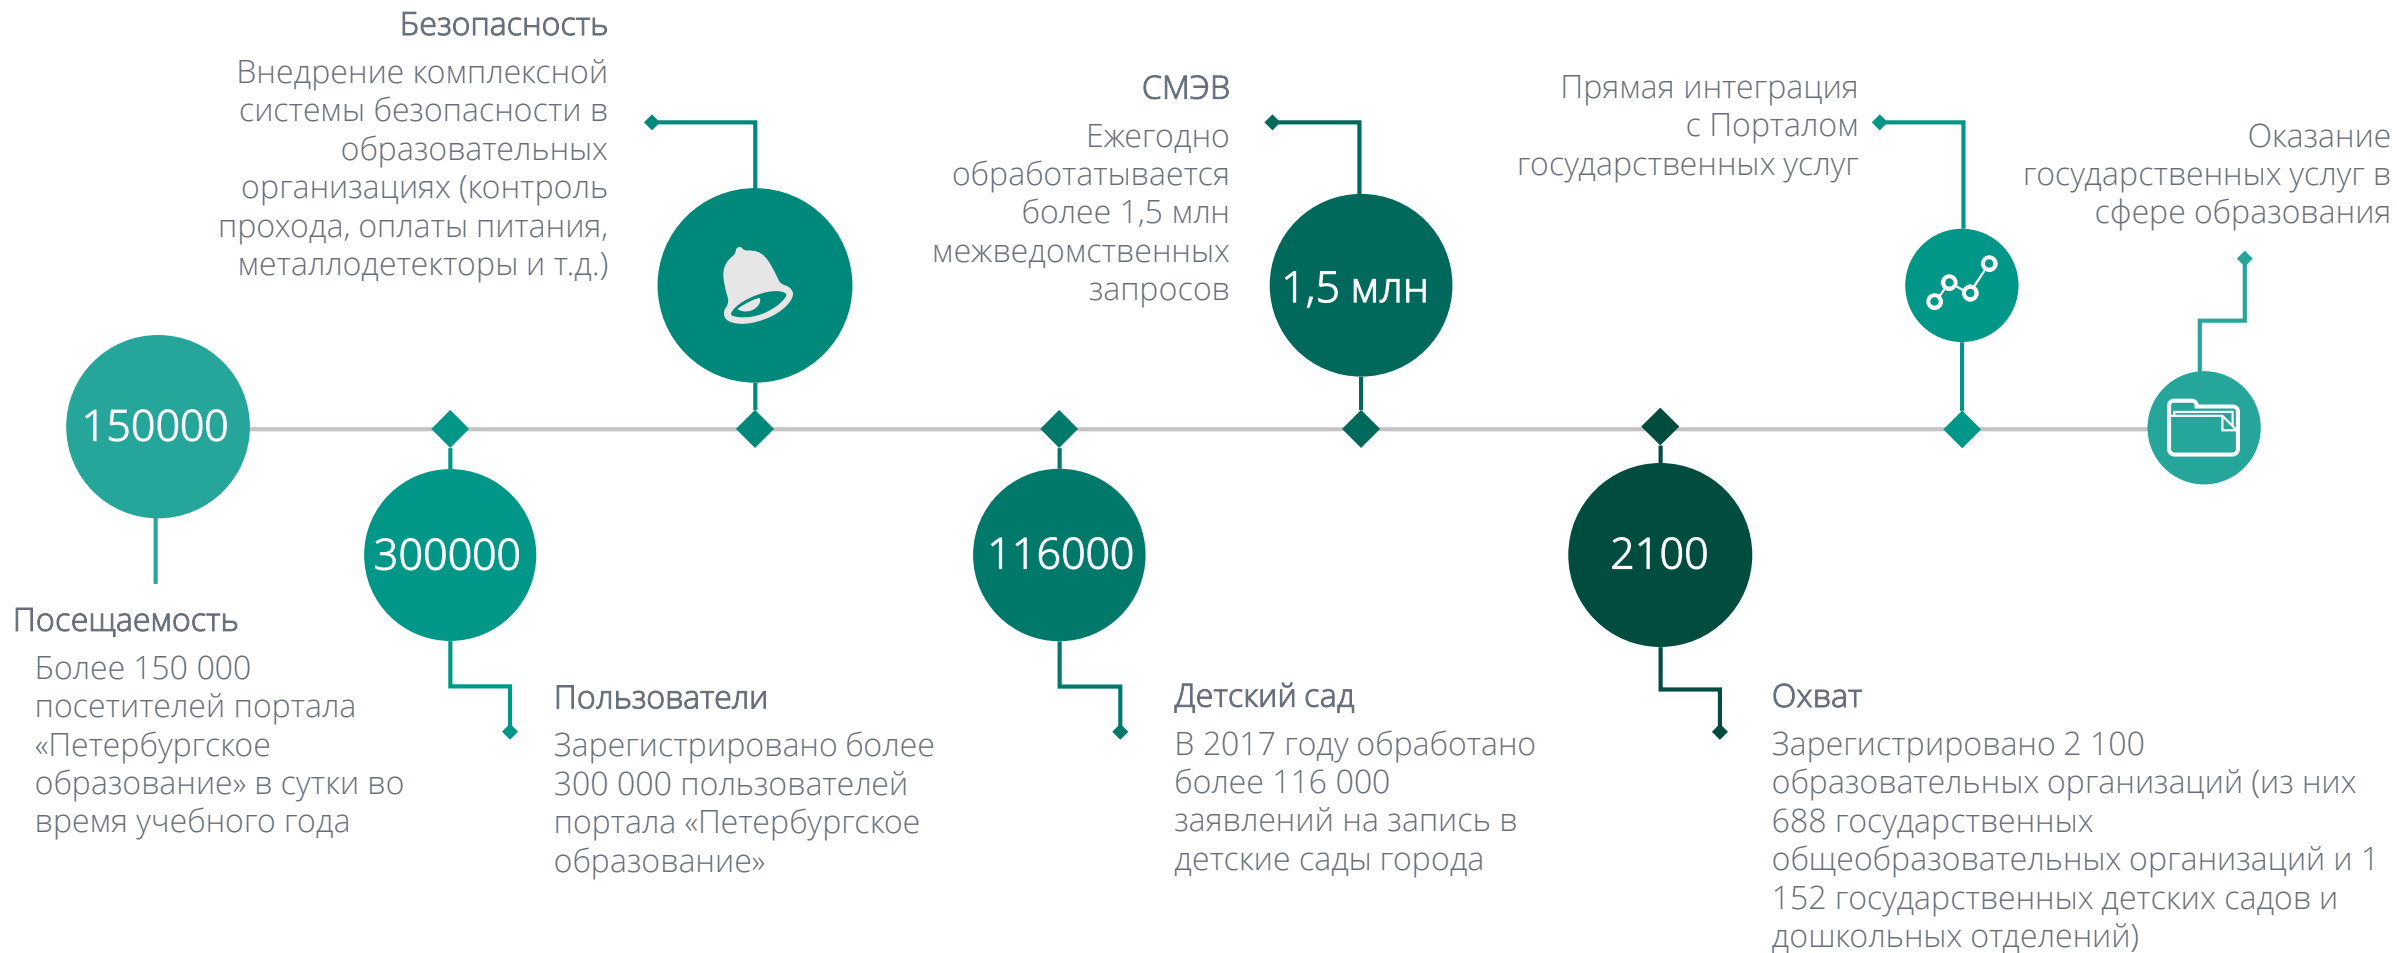 Безопасность
Внедрение комплексной
системы безопасности в
образовательных
организациях (контроль
прохода, оплаты питания,
металлодетекторы и т.д.)
СМЭВ
Ежегодно
обрабатывается
более 1,5 млн
межведомственных
запросов
1,5 млн
Прямая интеграция
с Порталом
государственных услуг
Оказание
государственных услуг в
сфере образования
150000
300000
116000
2100
Посещаемость
Более 150 000
посетителей портала
«Петербургское
образование» в сутки во
время учебного года
Пользователи
Зарегистрировано более
300 000 пользователей
портала «Петербургское
образование»
Детский сад
В 2017 году обработано
более 116 000
заявлений на запись в
детские сады города
Охват
Зарегистрировано 2 100
образовательных организаций (из них
688 государственных
общеобразовательных организаций и 1
152 государственных детских садов и
дошкольных отделений)